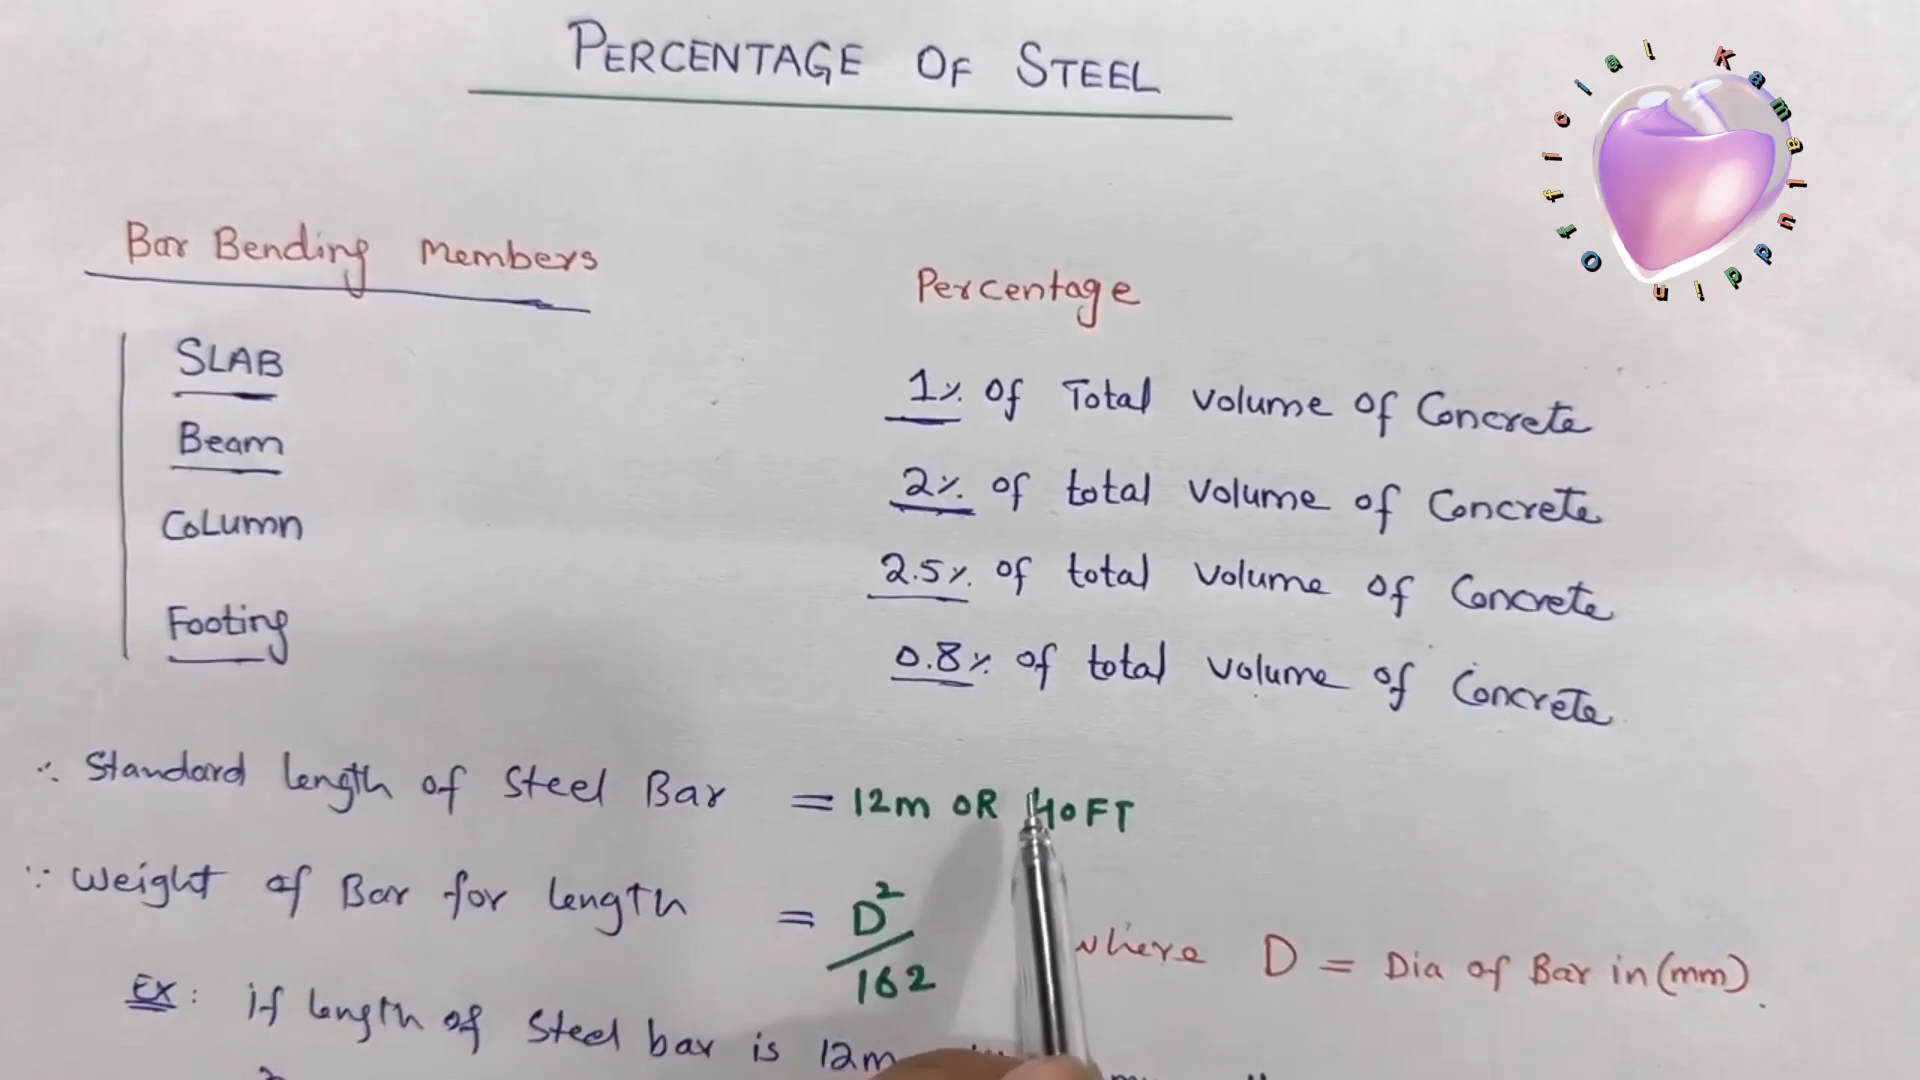 PERCENTAGE OF STEEL
Official Kamaluddin
Bar Bending Members
Percentage
SLAB
1% of Total volume of Concrete
Beam
2% of total volume of Concrete
Column
2.5% of total volume of Concrete
Footing
0.8% of total volume of Concrete
∴ Standard length of Steel Bar = 12m OR 40FT
∵ Weight of Bar for length = D²/162 where D = Dia of Bar in (mm).
Ex: if length of Steel bar is 12m